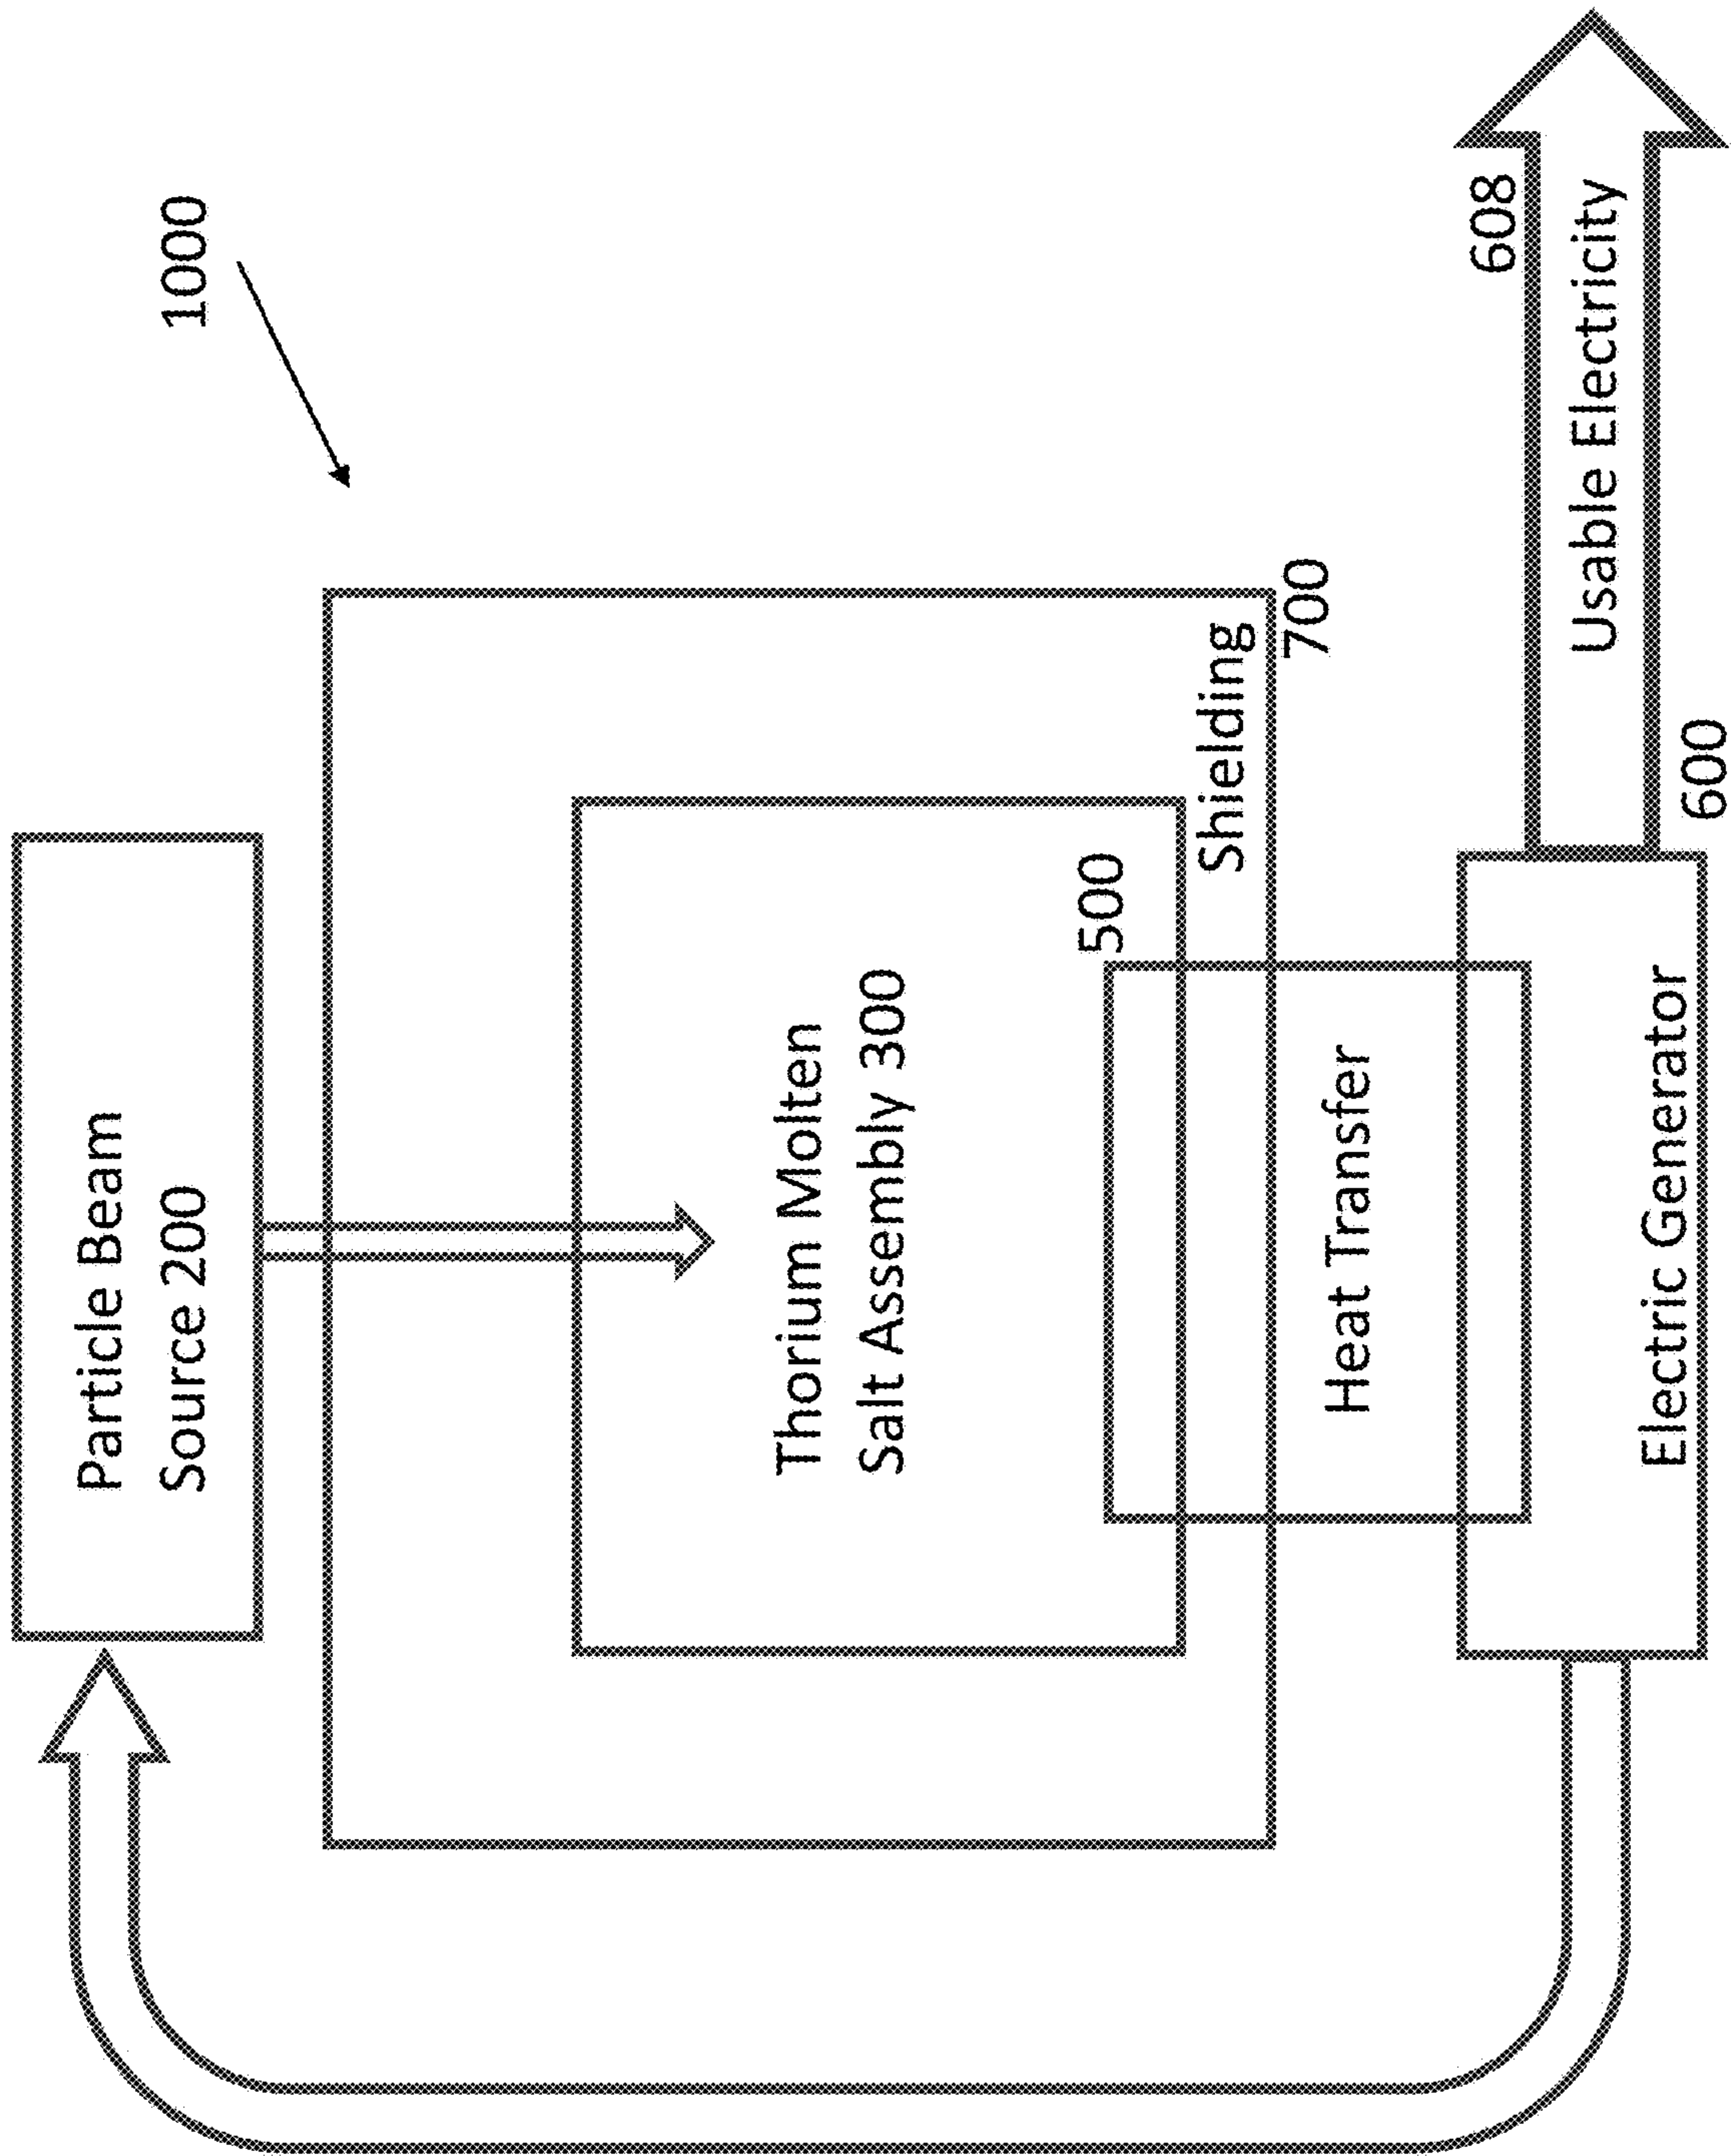 1000
Particle Beam
Source 200
Thorium Molten
Salt Assembly 300
500
Shielding
700
Heat Transfer
608
Usable Electricity
600
Electric Generator